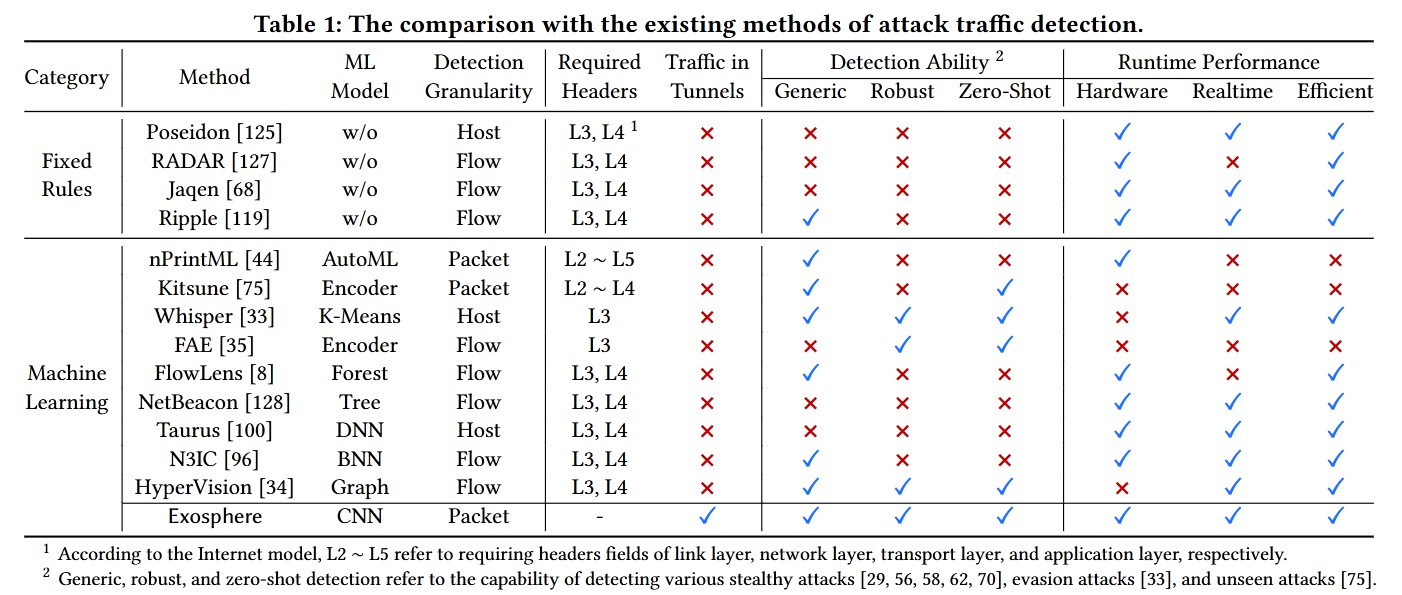 Table 1: The comparison with the existing methods of attack traffic detection.
Category Method ML Model Detection Granularity Required Headers Traffic in Tunnels Detection Ability 2 Runtime Performance
Generic Robust Zero-Shot Hardware Realtime Efficient
Fixed Rules
Poseidon [125] w/o Host L3, L4 1 ✗ ✗ ✗ ✗ ✓ ✓ ✓
RADAR [127] w/o Flow L3, L4 ✗ ✗ ✗ ✗ ✓ ✗ ✓
Jaqen [68] w/o Flow L3, L4 ✗ ✗ ✗ ✗ ✓ ✓ ✓
Ripple [119] w/o Flow L3, L4 ✗ ✓ ✗ ✗ ✓ ✓ ✓
Machine Learning
nPrintML [44] AutoML Packet L2 ~ L5 ✗ ✓ ✗ ✗ ✓ ✗ ✗
Kitsune [75] Encoder Packet L2 ~ L4 ✗ ✓ ✗ ✓ ✗ ✗ ✗
Whisper [33] K-Means Host L3 ✗ ✓ ✓ ✓ ✗ ✓ ✓
FAE [35] Encoder Flow L3 ✗ ✗ ✓ ✓ ✗ ✗ ✗
FlowLens [8] Forest Flow L3, L4 ✗ ✓ ✗ ✗ ✓ ✗ ✓
NetBeacon [128] Tree Flow L3, L4 ✗ ✗ ✗ ✗ ✓ ✓ ✓
Taurus [100] DNN Host L3, L4 ✗ ✗ ✗ ✗ ✓ ✓ ✓
N3IC [96] BNN Flow L3, L4 ✗ ✓ ✗ ✗ ✓ ✓ ✓
HyperVision [34] Graph Flow L3, L4 ✗ ✓ ✓ ✓ ✗ ✓ ✓
Exosphere CNN Packet - ✓ ✓ ✓ ✓ ✓ ✓ ✓
1 According to the Internet model, L2 ~ L5 refer to requiring headers fields of link layer, network layer, transport layer, and application layer, respectively.
2 Generic, robust, and zero-shot detection refer to the capability of detecting various stealthy attacks [29, 56, 58, 62, 70], evasion attacks [33], and unseen attacks [75].